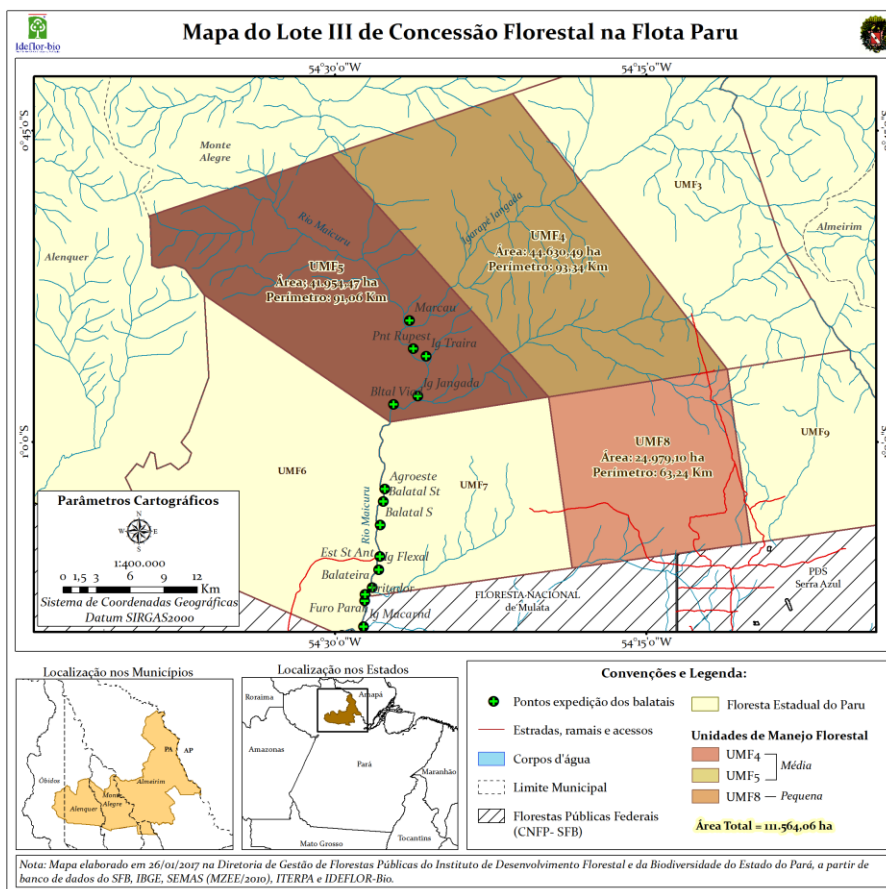 Ideflor-bio
Mapa do Lote III de Concessão Florestal na Flota Paru
54°30'0"W
54°15'0"W
0°45'0"S
Monte
Alegre
UMF3
Almeirim
Alenquer
Rio Maicuru
Igarapé Jangada
UMF4
Área: 44.630,49 ha
Perímetro: 93,34 Km
UMF5
Área: 41.954,47 ha
Perímetro: 91,06 Km
Marcau
Pnt Rupest
Ig Traira
Ig Jangada
Bltal Vig
1°0'0"S
UMF8
Área: 24.979,10 ha
Perímetro: 63,24 Km
UMF9
UMF6
UMF7
Agroeste
Balatal St
Balatal S
Rio Maicuru
Est St Ant
Ig Flexal
Balateira
Furo Parah
Ig Macarnd
FLORESTA NACIONAL
de Mulata
PDS
Serra Azul
Parâmetros Cartográficos
N
W E
S
1:400.000
0 1,5 3 6 9 12
Km
Sistema de Coordenadas Geográficas
Datum SIRGAS2000
54°30'0"W
54°15'0"W
Localização nos Municípios
PA AP
Óbidos
Almeirim
Monte
Alegre
Alenquer
Localização nos Estados
Roraima
Amapá
Amazonas
Pará
Maranhão
Tocantins
Mato Grosso
Convenções e Legenda:
Pontos expedição dos balatais
Estradas, ramais e acessos
Corpos d'água
Limite Municipal
Florestas Públicas Federais
(CNFP- SFB)
Floresta Estadual do Paru
Unidades de Manejo Florestal
UMF4
Média
UMF5
UMF8 Pequena
Área Total = 111.564,06 ha
Nota: Mapa elaborado em 26/01/2017 na Diretoria de Gestão de Florestas Públicas do Instituto de Desenvolvimento Florestal e da Biodiversidade do Estado do Pará, a partir de
banco de dados do SFB, IBGE, SEMAS (MZEE/2010), ITERPA e IDEFLOR-Bio.